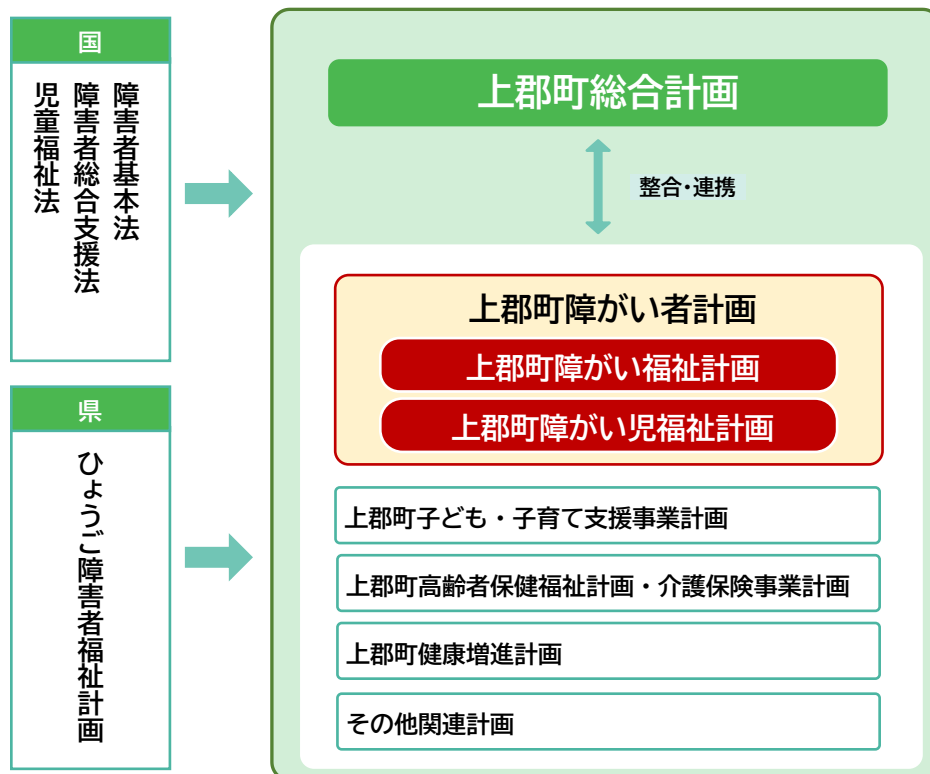 国
障害者基本法
障害者総合支援法
児童福祉法
県
ひょうご障害者福祉計画
上郡町総合計画
整合・連携
上郡町障がい者計画
上郡町障がい福祉計画
上郡町障がい児福祉計画
上郡町子ども・子育て支援事業計画
上郡町高齢者保健福祉計画・介護保険事業計画
上郡町健康増進計画
その他関連計画